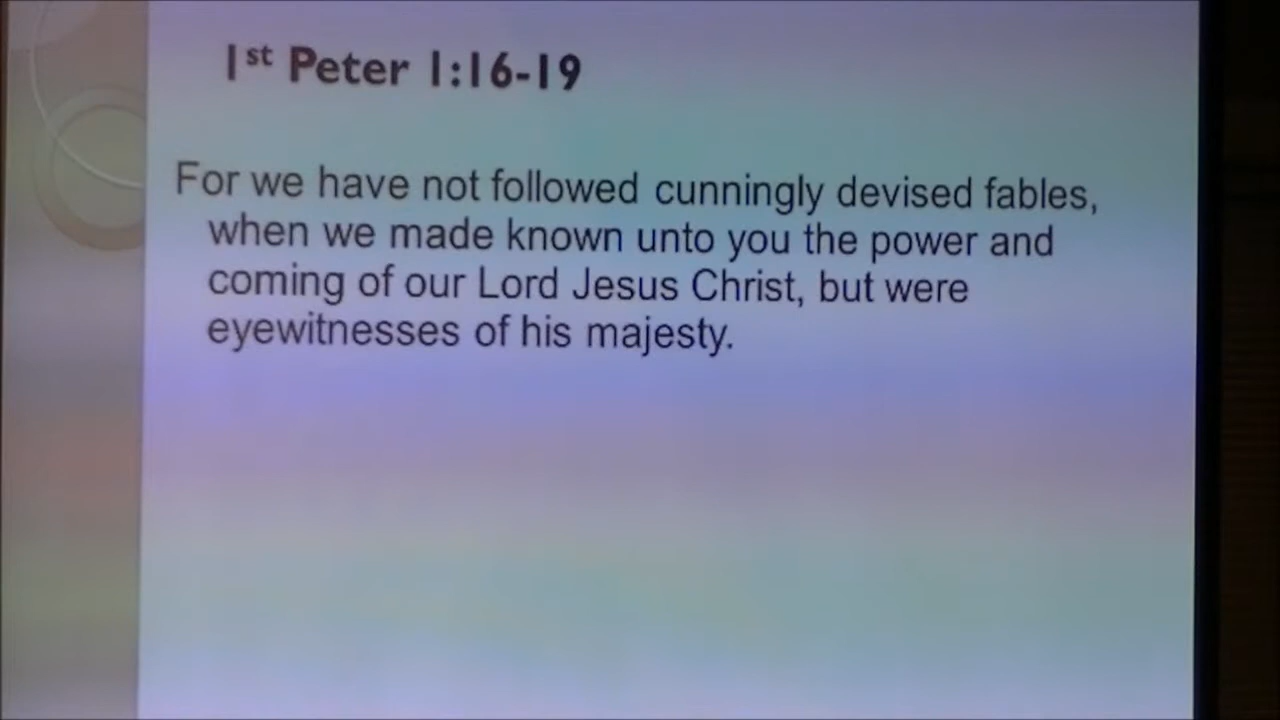 1st Peter 1:16-19
For we have not followed cunningly devised fables,
when we made known unto you the power and
coming of our Lord Jesus Christ, but were
eyewitnesses of his majesty.